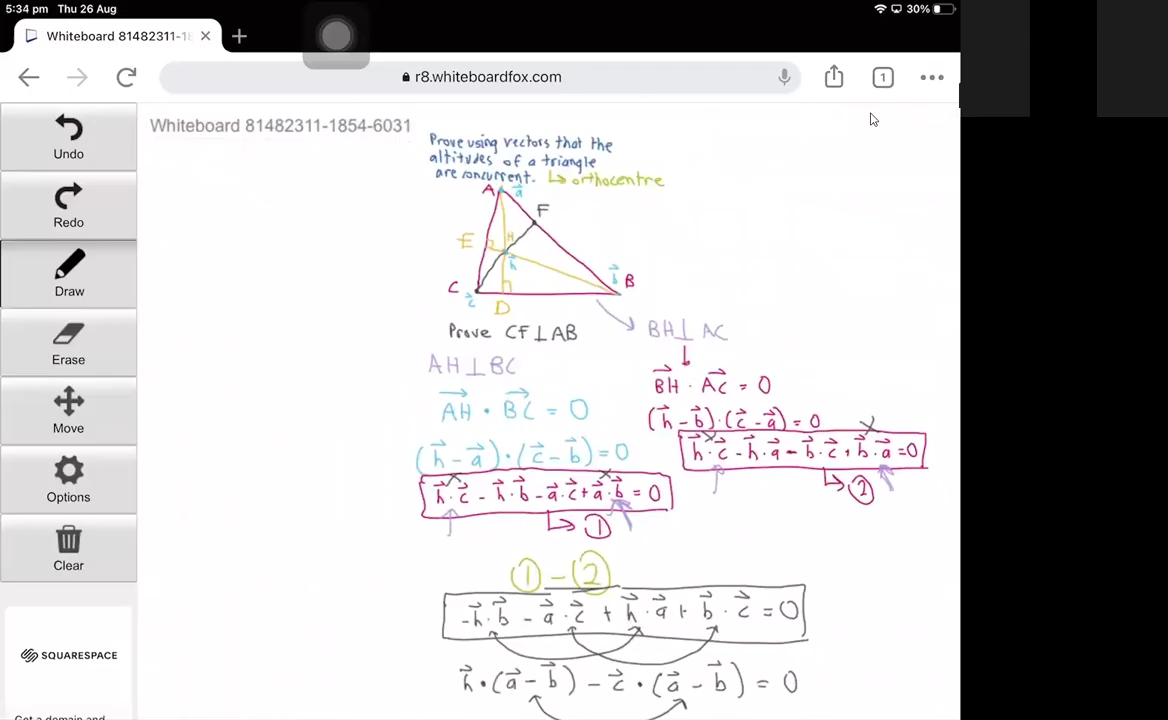 5:34 pm Thu 26 Aug
30%
Whiteboard 81482311-18
r8.whiteboardfox.com
1
Undo
Redo
Draw
Erase
Move
Options
Clear
SQUARESPACE
Whiteboard 81482311-1854-6031
Prove using vectors that the
altitudes of a triangle
are concurrent. ↳ orthocentre
A a⃗
F
E H
h⃗
b⃗ B
C c⃗
D
Prove CF⊥AB
BH⊥AC
AH⊥BC
BH⃗ · AC⃗ = 0
AH⃗ · BC⃗ = 0
(h⃗ - b⃗)·(c⃗ - a⃗) = 0
(h⃗ - a⃗)·(c⃗ - b⃗) = 0
h⃗·c⃗ - h⃗·a⃗ - b⃗·c⃗ + b⃗·a⃗ = 0
↳ ②
h⃗·c⃗ - h⃗·b⃗ - a⃗·c⃗ + a⃗·b⃗ = 0
↳ ①
① - ②
-h⃗·b⃗ - a⃗·c⃗ + h⃗·a⃗ + b⃗·c⃗ = 0
h⃗·(a⃗ - b⃗) - c⃗·(a⃗ - b⃗) = 0